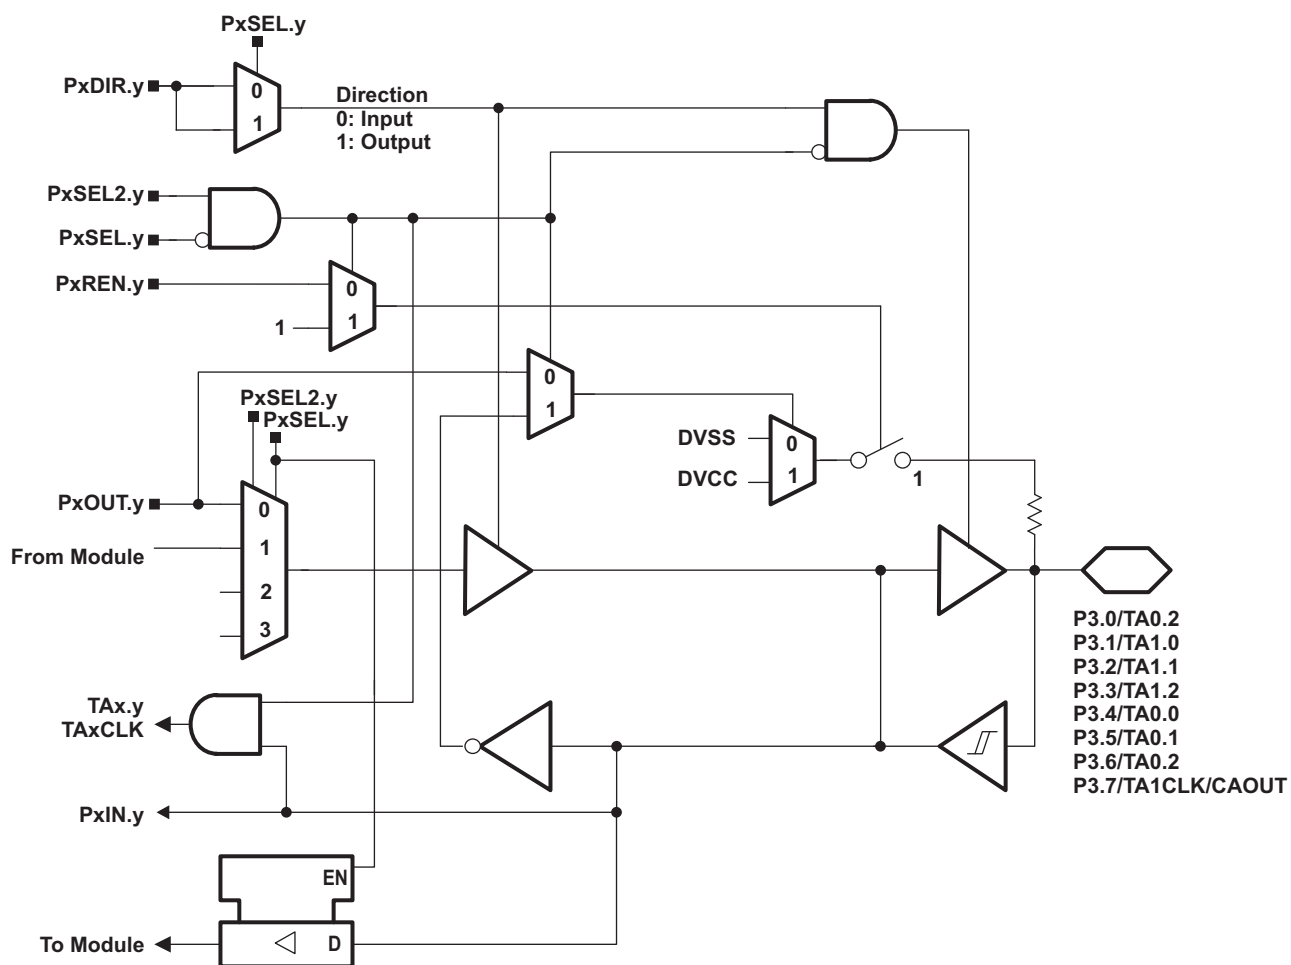 PxSEL.y
PxDIR.y
0
1
Direction
0: Input
1: Output
PxSEL2.y
PxSEL.y
PxREN.y
0
1
1
0
1
PxSEL2.y
PxSEL.y
DVSS
DVCC
0
1
1
PxOUT.y
From Module
0
1
2
3
P3.0/TA0.2
P3.1/TA1.0
P3.2/TA1.1
P3.3/TA1.2
P3.4/TA0.0
P3.5/TA0.1
P3.6/TA0.2
P3.7/TA1CLK/CAOUT
TAx.y
TAxCLK
PxIN.y
EN
To Module
D